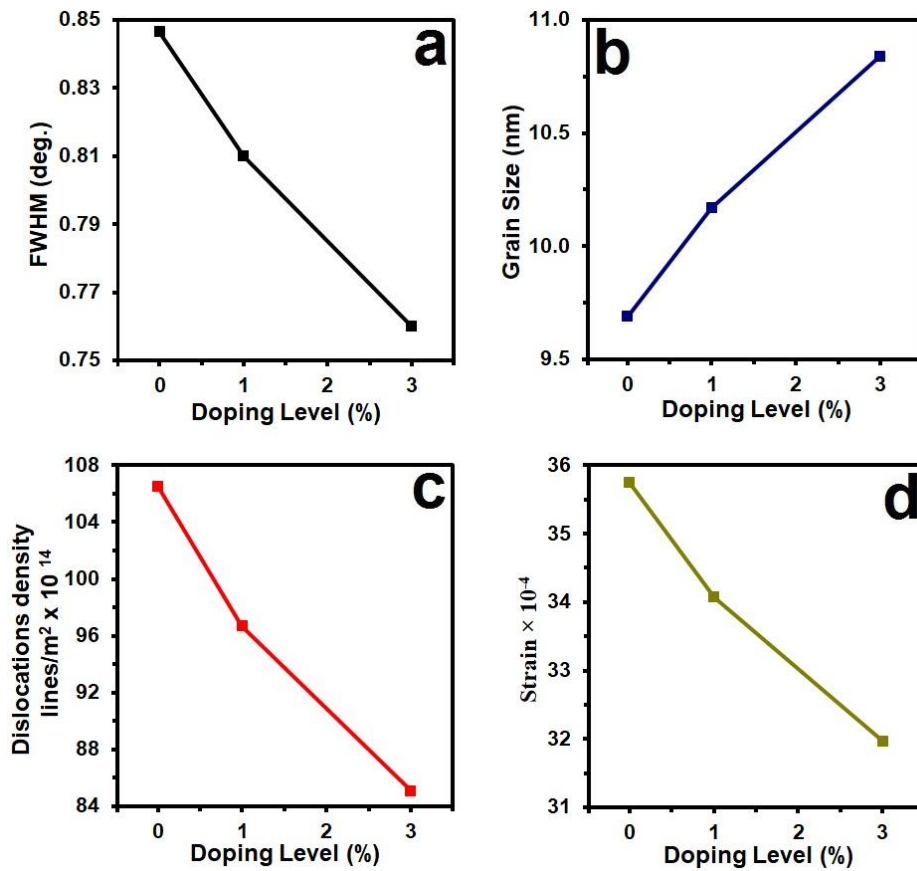 a
FWHM (deg.)
0.85
0.83
0.81
0.79
0.77
0.75
0 1 2 3
Doping Level (%)
b
Grain Size (nm)
11.0
10.5
10.0
9.5
0 1 2 3
Doping Level (%)
c
Dislocations density
lines/m² x 10 ¹⁴
108
104
100
96
92
88
84
0 1 2 3
Doping Level (%)
d
Strain × 10⁻⁴
36
35
34
33
32
31
0 1 2 3
Doping Level (%)